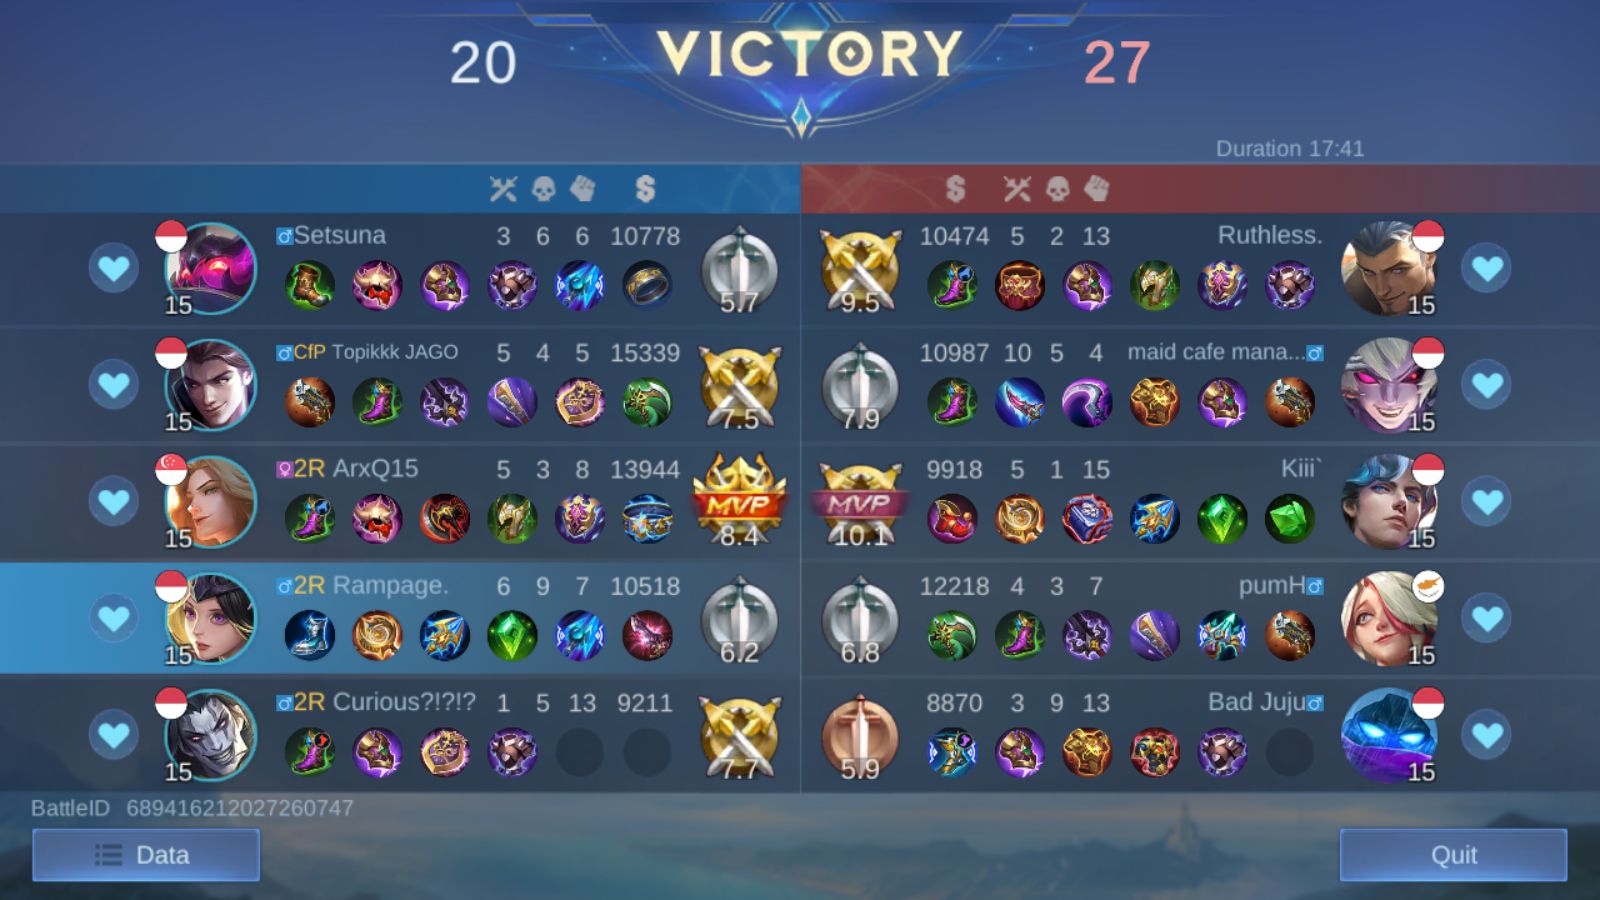 20 VICTORY 27
Duration 17:41
Setsuna 3 6 6 10778 5.7 15
9.5 10474 5 2 13 Ruthless. 15
CfP Topikkk JAGO 5 4 5 15339 7.5 15
7.9 10987 10 5 4 maid cafe mana... 15
2R ArxQ15 5 3 8 13944 MVP 8.4 15
MVP 10.1 9918 5 1 15 Kiii` 15
2R Rampage. 6 9 7 10518 6.2 15
6.8 12218 4 3 7 pumH 15
2R Curious?!?!? 1 5 13 9211 7.7 15
5.9 8870 3 9 13 Bad Juju 15
BattleID 689416212027260747
Data
Quit